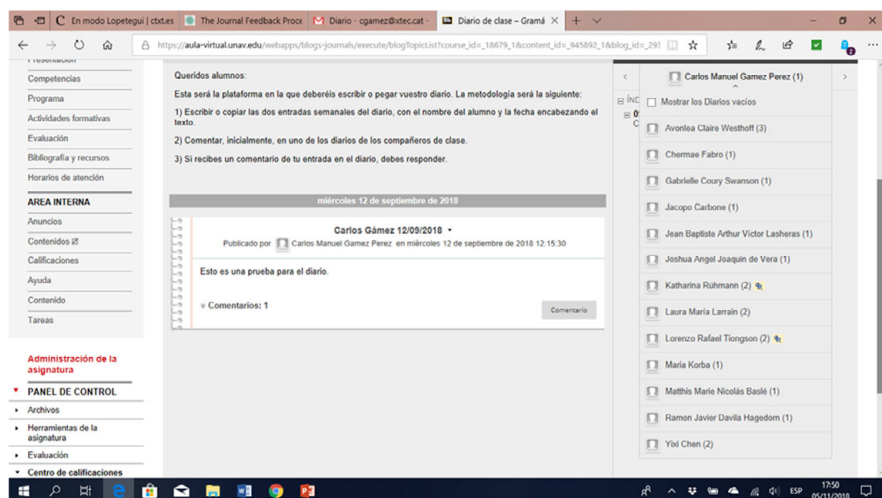 En modo Lopetegui | ctxt.es
The Journal Feedback Proce
Diario - cgamez@xtec.cat -
Diario de clase – Gramá
https://aula-virtual.unav.edu/webapps/blogs-journals/execute/blogTopicList?course_id=_18679_1&content_id=_945892_1&blog_id=_293
Presentación
Competencias
Programa
Actividades formativas
Evaluación
Bibliografía y recursos
Horarios de atención
AREA INTERNA
Anuncios
Contenidos
Calificaciones
Ayuda
Contenido
Tareas
Administración de la
asignatura
PANEL DE CONTROL
Archivos
Herramientas de la
asignatura
Evaluación
Centro de calificaciones
Queridos alumnos:
Esta será la plataforma en la que deberéis escribir o pegar vuestro diario. La metodología será la siguiente:
1) Escribir o copiar las dos entradas semanales del diario, con el nombre del alumno y la fecha encabezando el
texto.
2) Comentar, inicialmente, en uno de los diarios de los compañeros de clase.
3) Si recibes un comentario de tu entrada en el diario, debes responder.
miércoles 12 de septiembre de 2018
Carlos Gámez 12/09/2018
Publicado por Carlos Manuel Gamez Perez en miércoles 12 de septiembre de 2018 12:15:30
Esto es una prueba para el diario.
Comentarios: 1
Comentario
Carlos Manuel Gamez Perez (1)
Mostrar los Diarios vacíos
Avonlea Claire Westhoff (3)
Chermae Fabro (1)
Gabrielle Coury Swanson (1)
Jacopo Carbone (1)
Jean Baptiste Arthur Victor Lasheras (1)
Joshua Angel Joaquin de Vera (1)
Katharina Rühmann (2)
Laura María Larraín (2)
Lorenzo Rafael Tiongson (2)
Maria Korba (1)
Matthis Marie Nicolás Baslé (1)
Ramon Javier Davila Hagedorn (1)
Yixi Chen (2)
ESP
17:50
05/11/2018